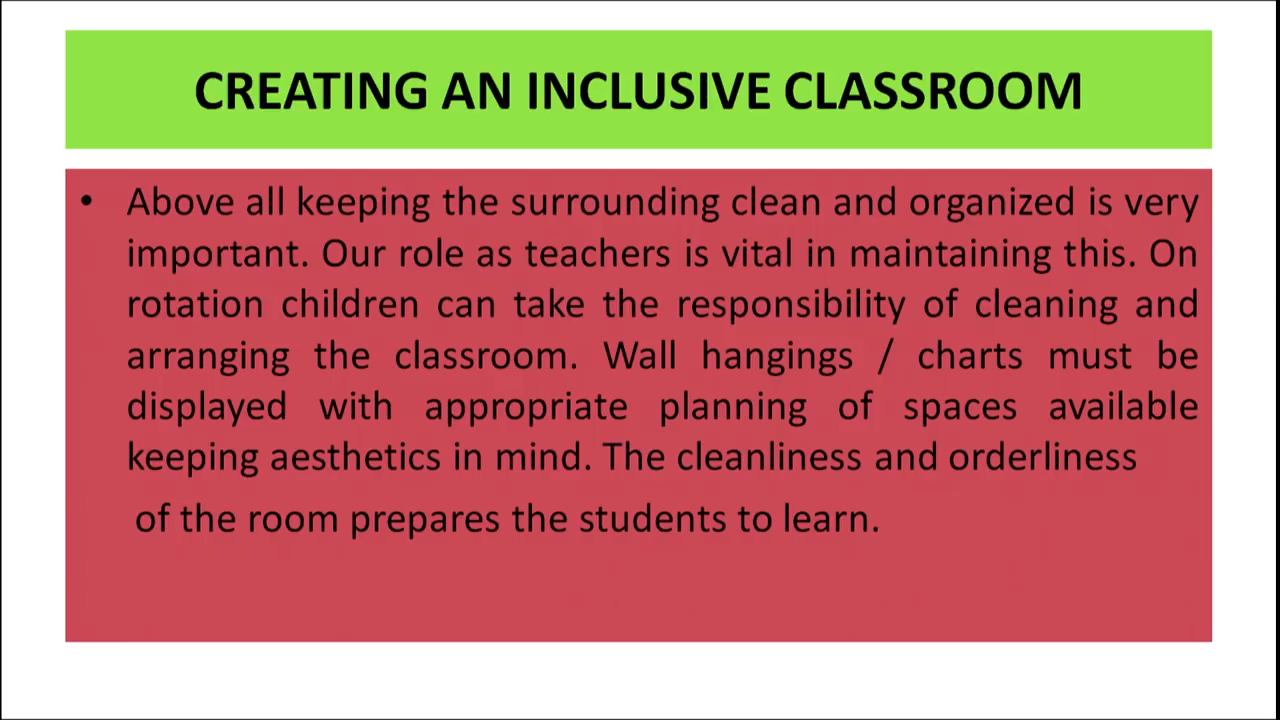 CREATING AN INCLUSIVE CLASSROOM
• Above all keeping the surrounding clean and organized is very
important. Our role as teachers is vital in maintaining this. On
rotation children can take the responsibility of cleaning and
arranging the classroom. Wall hangings / charts must be
displayed with appropriate planning of spaces available
keeping aesthetics in mind. The cleanliness and orderliness
of the room prepares the students to learn.